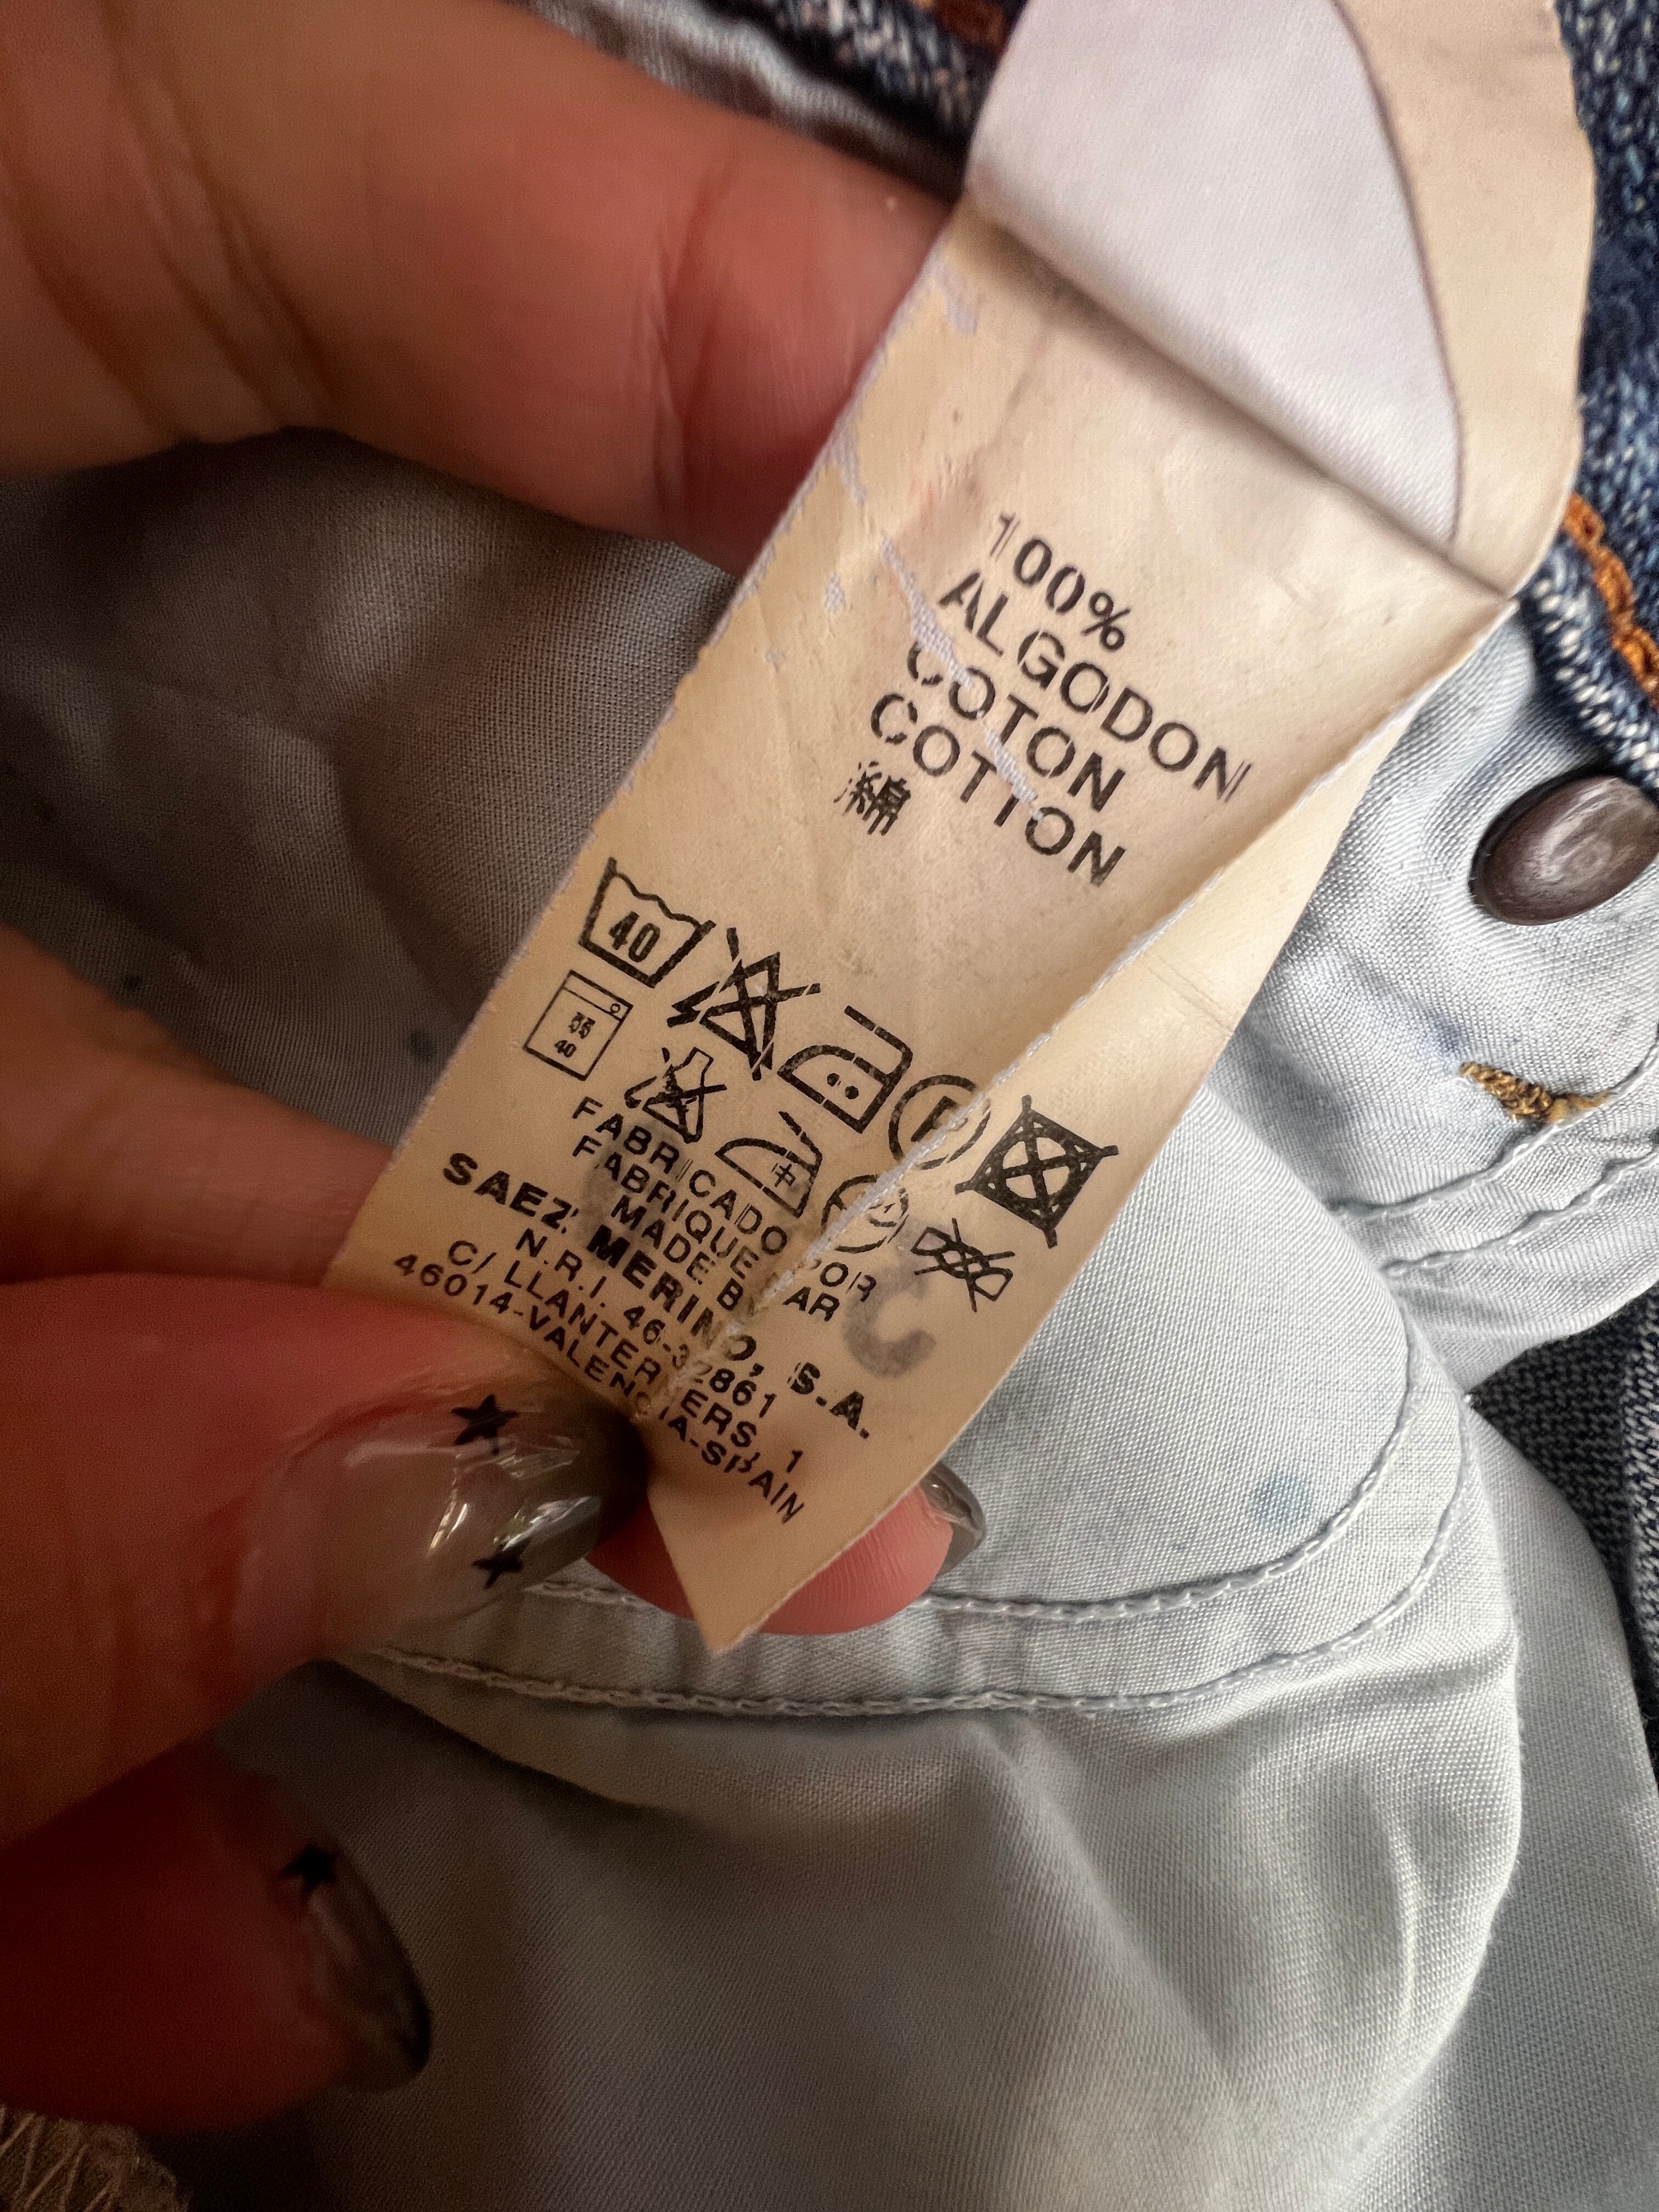 100%
ALGODON
COTON
COTTON
綿
40
40
P
FABRICADO POR
FABRIQUE PAR
MADE B
SAEZ MERINO, S.A.
N.R.I. 46-32861
C/ LLANTERNERS, 1
46014-VALENCIA-SPAIN
C